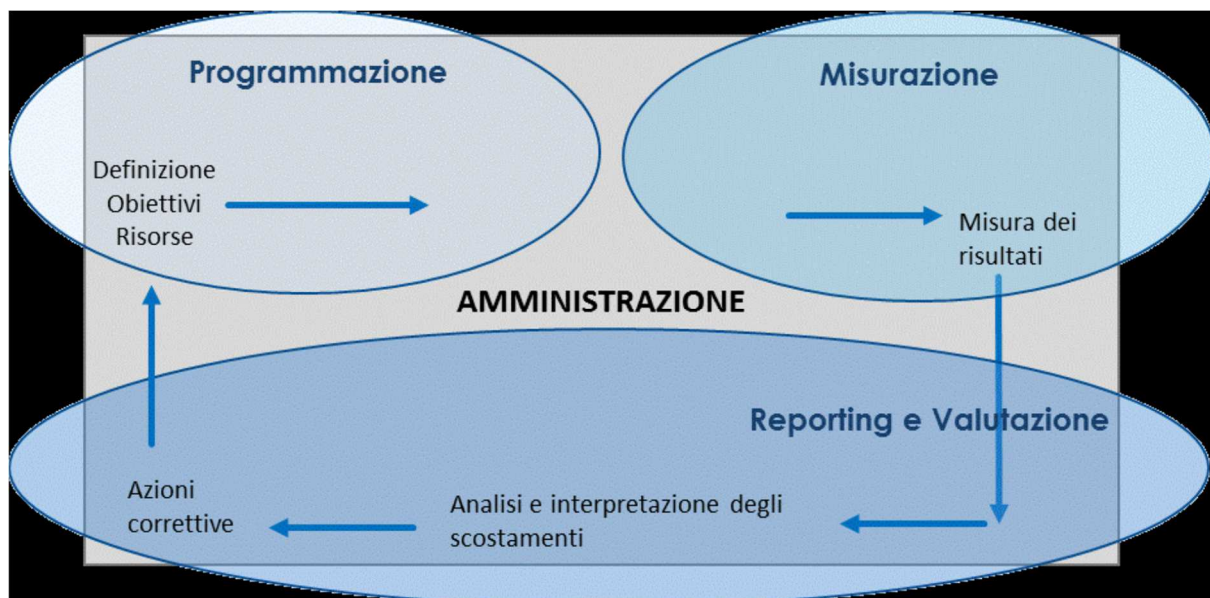 Programmazione
Misurazione
Definizione
Obiettivi
Risorse
Misura dei
risultati
AMMINISTRAZIONE
Reporting e Valutazione
Azioni
correttive
Analisi e interpretazione degli
scostamenti